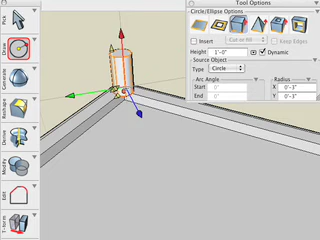 Tool Options
Circle/Ellipse Options
Insert
Cut or Fill
Keep Edges
Height 1'-0" Dynamic
Source Object
Type Circle
Arc Angle
Radius
Start 0° X 0'-3"
End 0° Y 0'-3"
Pick
Draw
Generate
Reshape
Derive
Modify
Edit
T-form